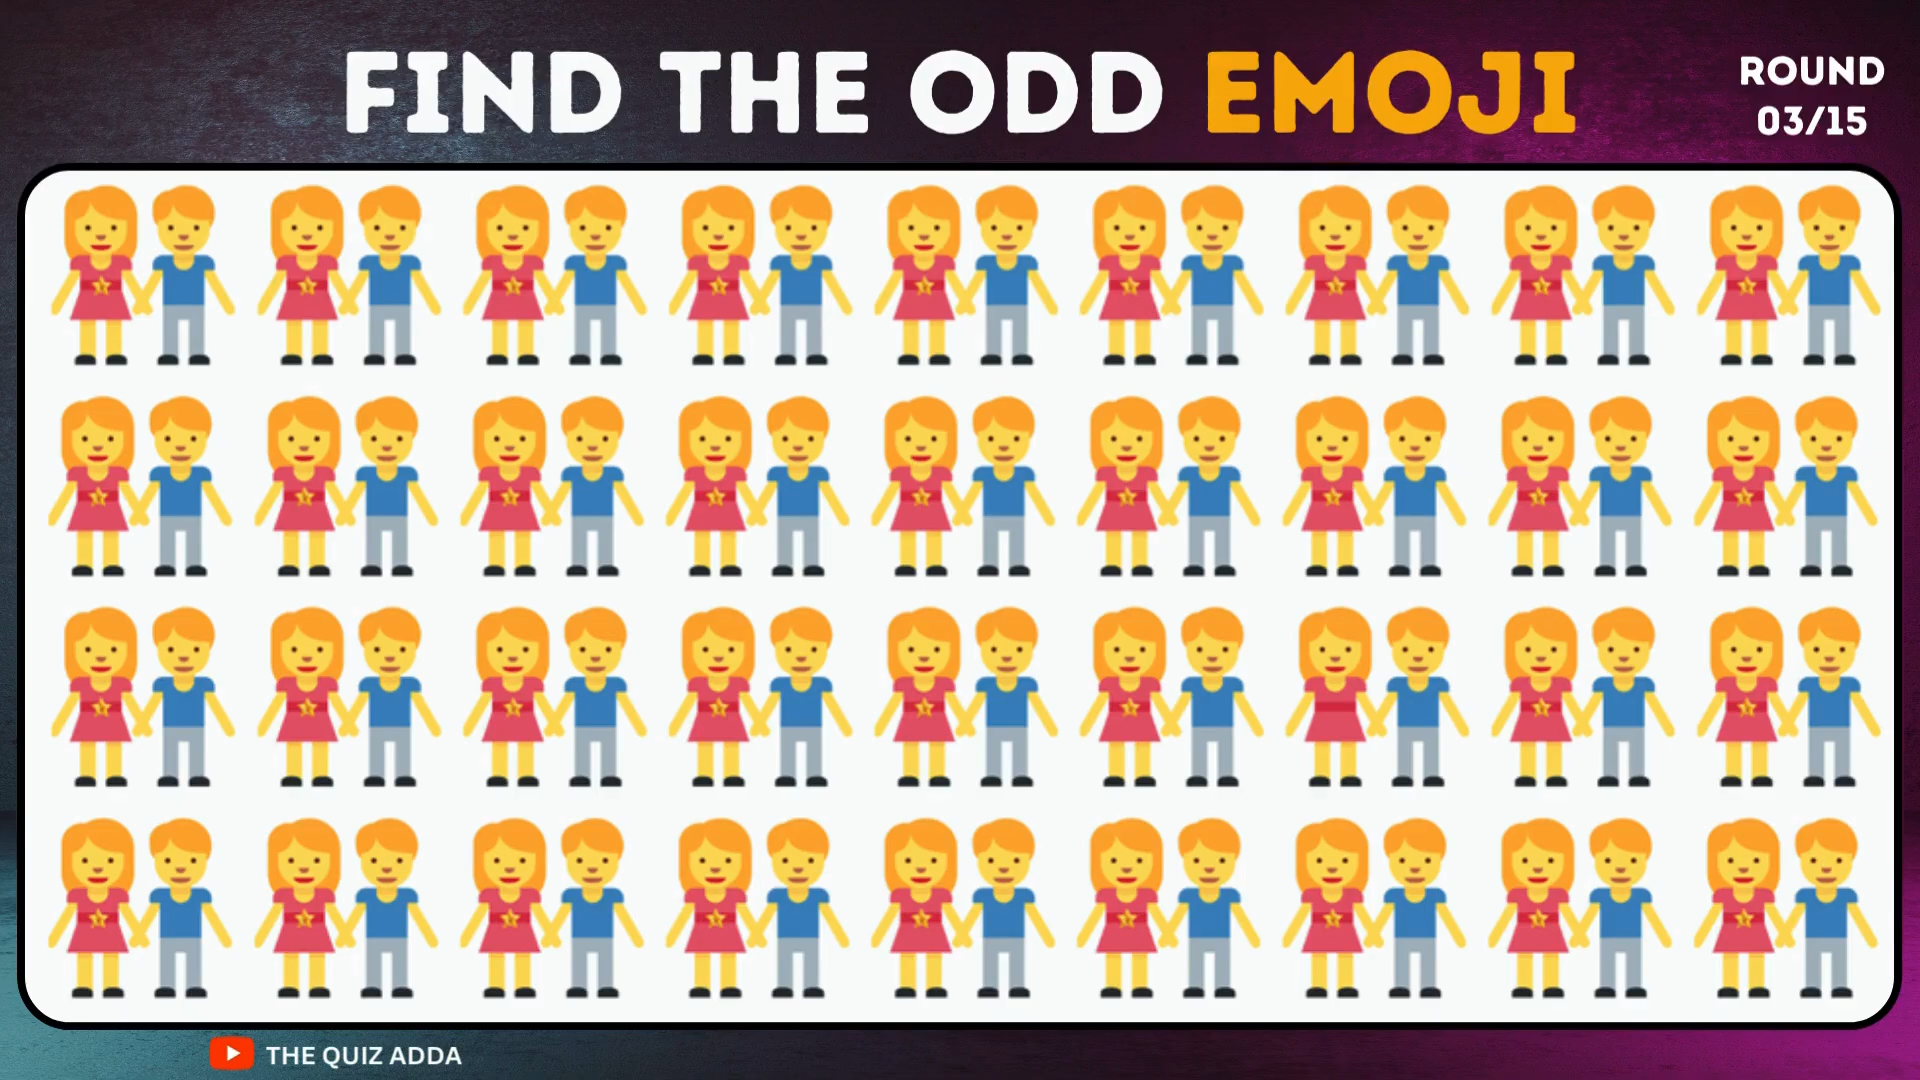 FIND THE ODD EMOJI
ROUND
03/15
THE QUIZ ADDA